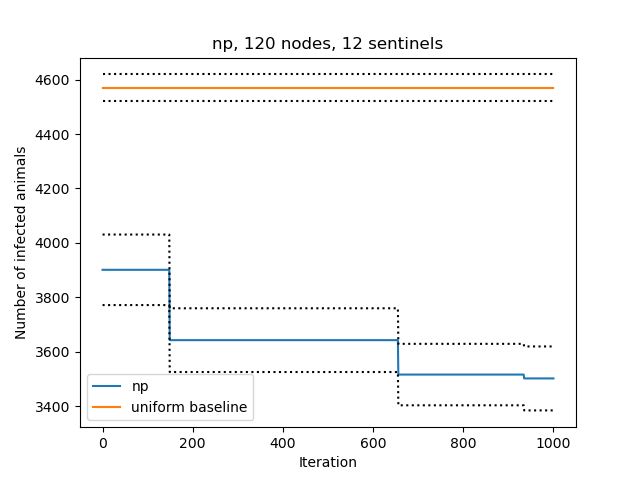 np, 120 nodes, 12 sentinels
Number of infected animals
4600
4400
4200
4000
3800
3600
3400
np
uniform baseline
0 200 400 600 800 1000
Iteration